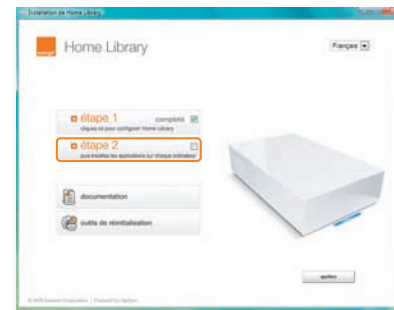 Installation de Home Library
Home Library
Français
étape 1 complète
cliquez ici pour configurer Home Library
étape 2
puis installez les applications sur chaque ordinateur
documentation
outils de réinitialisation
quitter